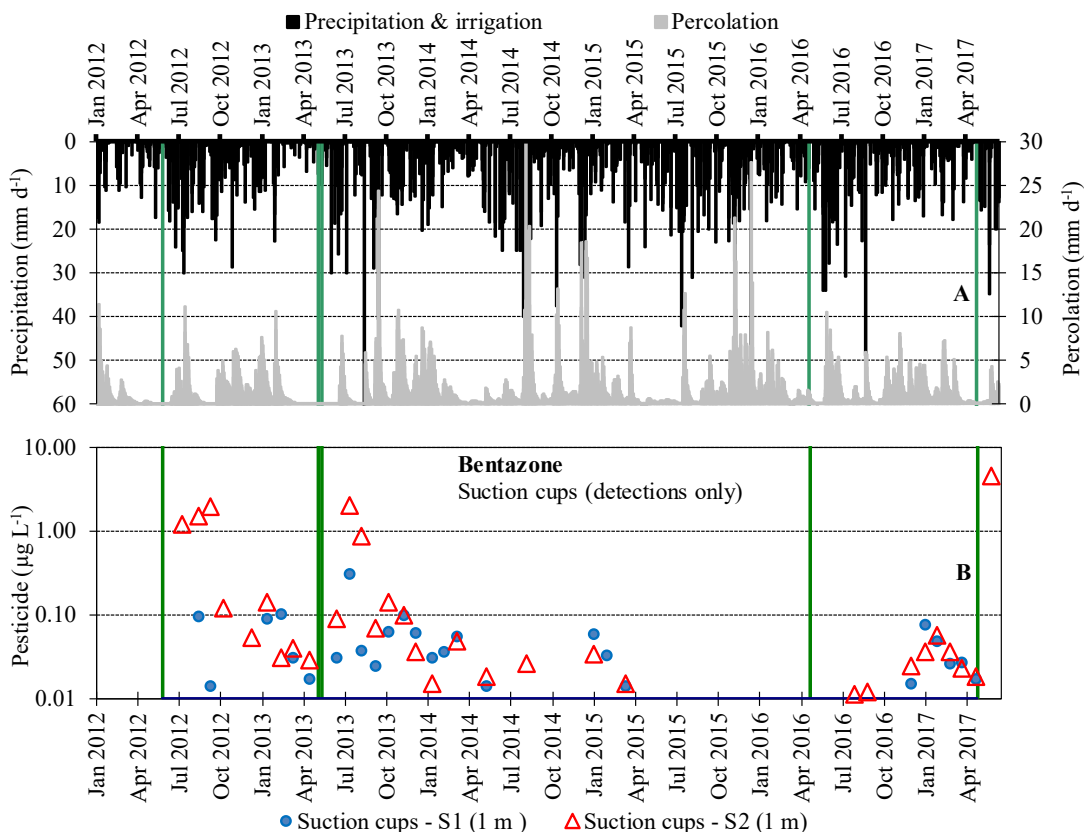 Precipitation & irrigation Percolation
Jan 2012 Apr 2012 Jul 2012 Oct 2012 Jan 2013 Apr 2013 Jul 2013 Oct 2013 Jan 2014 Apr 2014 Jul 2014 Oct 2014 Jan 2015 Apr 2015 Jul 2015 Oct 2015 Jan 2016 Apr 2016 Jul 2016 Oct 2016 Jan 2017 Apr 2017
Precipitation (mm d-1)
0
10
20
30
40
50
60
A
30
25
20
15
10
5
0
Percolation (mm d-1)
Pesticide (µg L-1)
10.00
1.00
0.10
0.01
Bentazone
Suction cups (detections only)
B
Jan 2012 Apr 2012 Jul 2012 Oct 2012 Jan 2013 Apr 2013 Jul 2013 Oct 2013 Jan 2014 Apr 2014 Jul 2014 Oct 2014 Jan 2015 Apr 2015 Jul 2015 Oct 2015 Jan 2016 Apr 2016 Jul 2016 Oct 2016 Jan 2017 Apr 2017
Suction cups - S1 (1 m ) Suction cups - S2 (1 m)